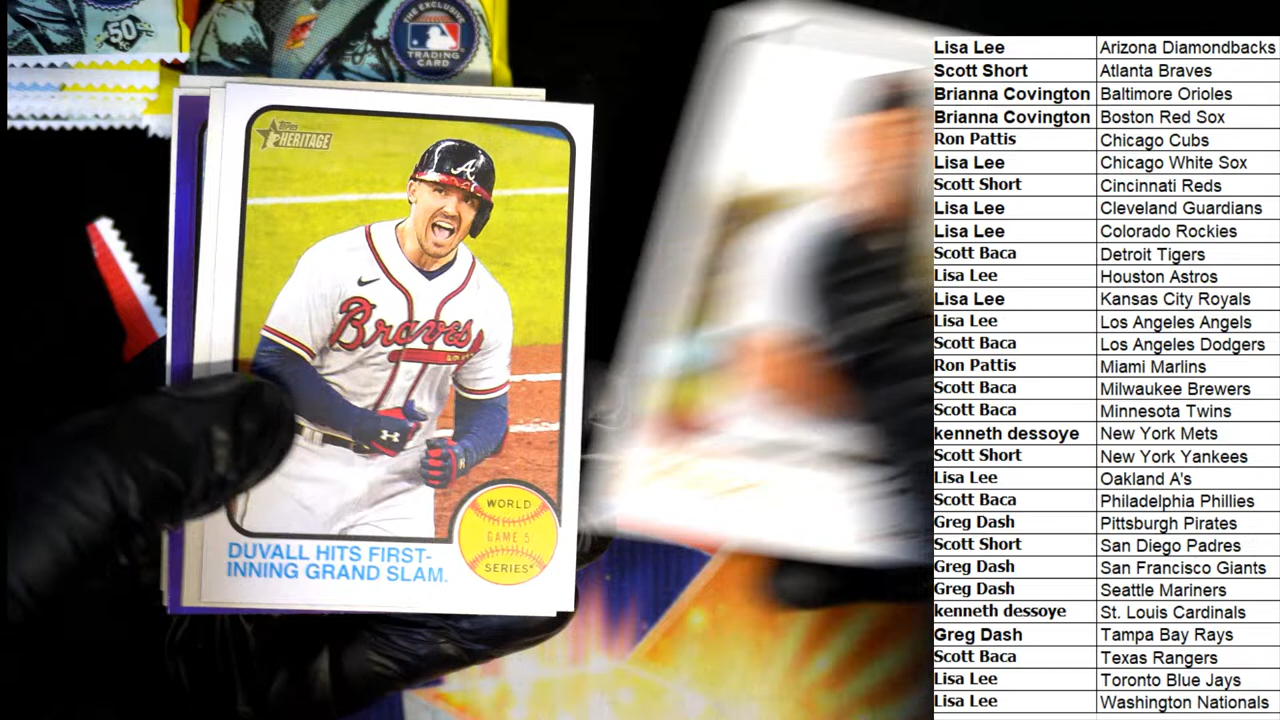 50
THE EXCLUSIVE
TRADING CARD
Topps
HERITAGE
A
Braves
WORLD
GAME 5
SERIES
DUVALL HITS FIRST-
INNING GRAND SLAM.
Lisa Lee Arizona Diamondbacks
Scott Short Atlanta Braves
Brianna Covington Baltimore Orioles
Brianna Covington Boston Red Sox
Ron Pattis Chicago Cubs
Lisa Lee Chicago White Sox
Scott Short Cincinnati Reds
Lisa Lee Cleveland Guardians
Lisa Lee Colorado Rockies
Scott Baca Detroit Tigers
Lisa Lee Houston Astros
Lisa Lee Kansas City Royals
Lisa Lee Los Angeles Angels
Scott Baca Los Angeles Dodgers
Ron Pattis Miami Marlins
Scott Baca Milwaukee Brewers
Scott Baca Minnesota Twins
kenneth dessoye New York Mets
Scott Short New York Yankees
Lisa Lee Oakland A's
Scott Baca Philadelphia Phillies
Greg Dash Pittsburgh Pirates
Scott Short San Diego Padres
Greg Dash San Francisco Giants
Greg Dash Seattle Mariners
kenneth dessoye St. Louis Cardinals
Greg Dash Tampa Bay Rays
Scott Baca Texas Rangers
Lisa Lee Toronto Blue Jays
Lisa Lee Washington Nationals